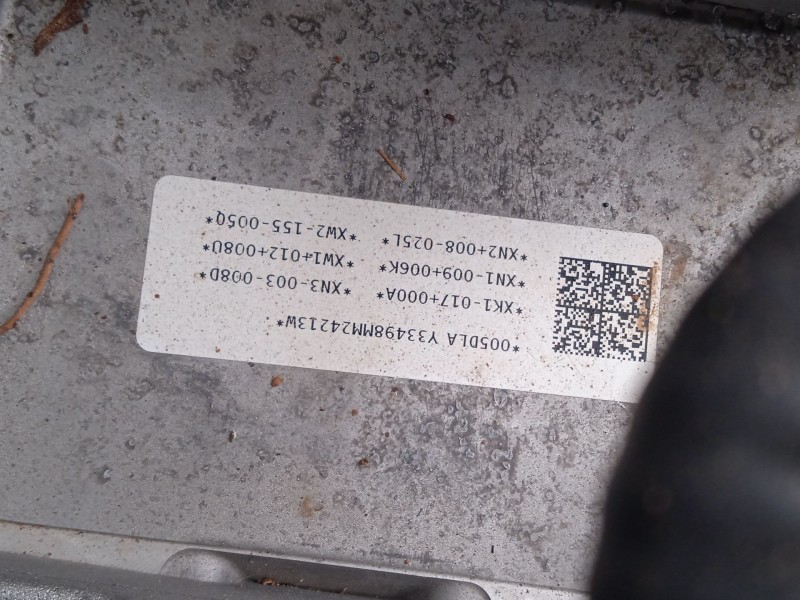 *005DLA Y33498MM24213W*
*XK1-017+000A* *XN3-003-008D*
*XN1-009+006K* *XW1+012+008U*
*XN2+008-025L* *XW2-155-005Q*